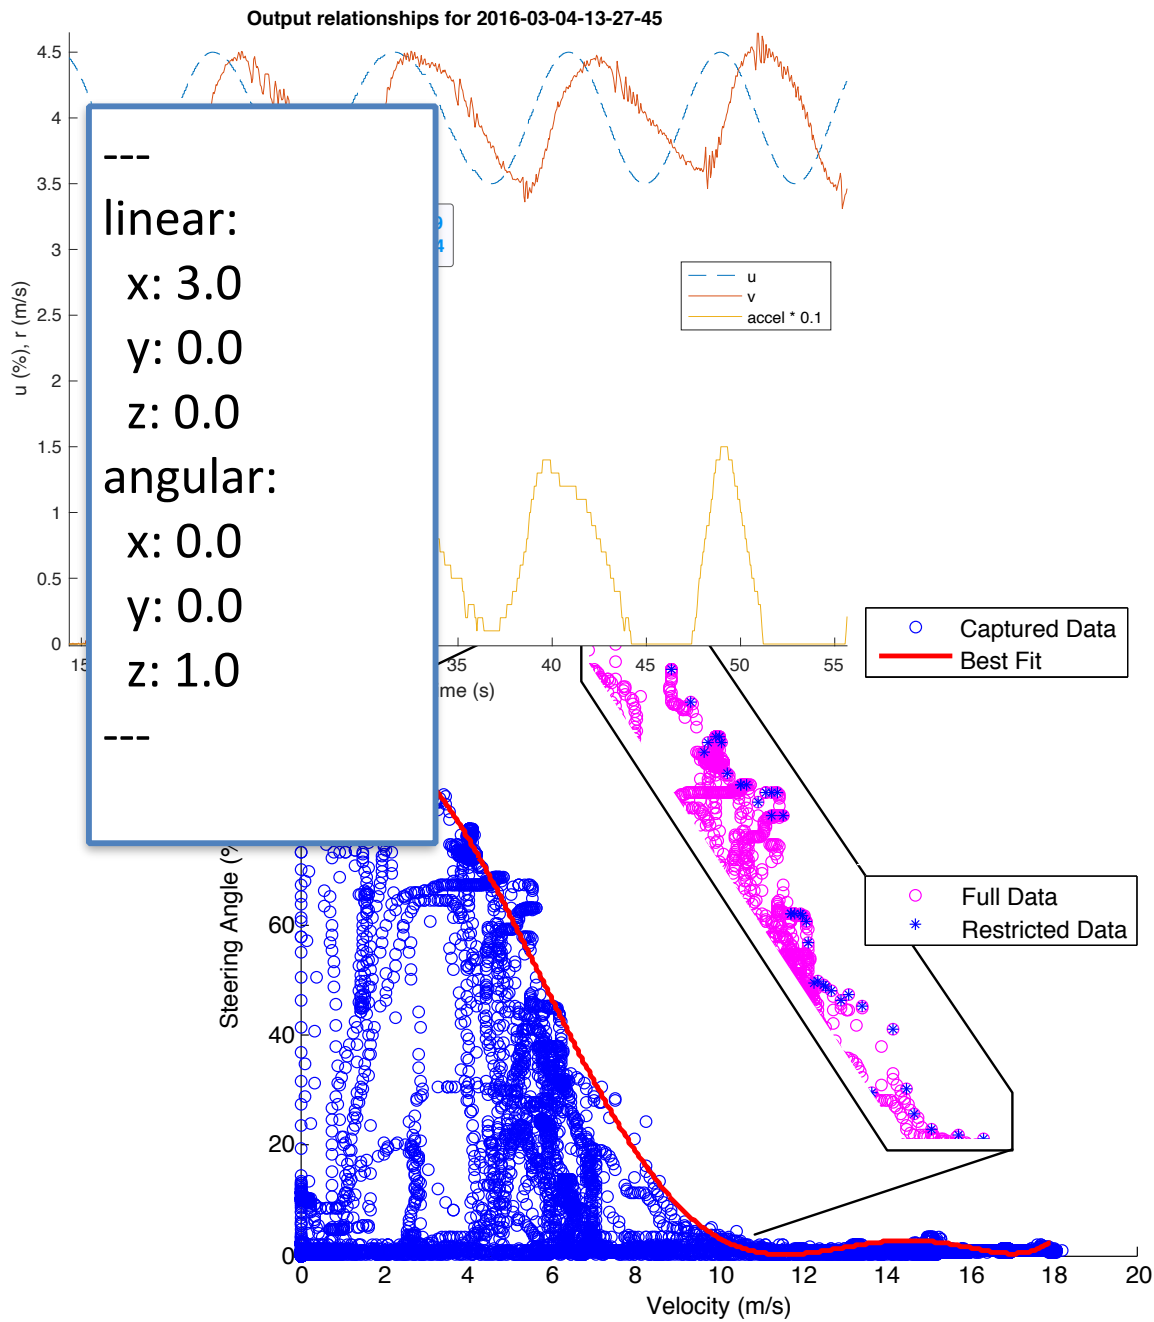 Output relationships for 2016-03-04-13-27-45
4.5
4
3.5
3
2.5
2
1.5
1
0.5
0
u (%), r (m/s)
---
linear:
x: 3.0
y: 0.0
z: 0.0
angular:
x: 0.0
y: 0.0
z: 1.0
---
9
4
u
v
accel * 0.1
15
35
40
45
50
55
me (s)
Captured Data
Best Fit
Full Data
Restricted Data
Steering Angle (%
60
40
20
0
0
2
4
6
8
10
12
14
16
18
20
Velocity (m/s)